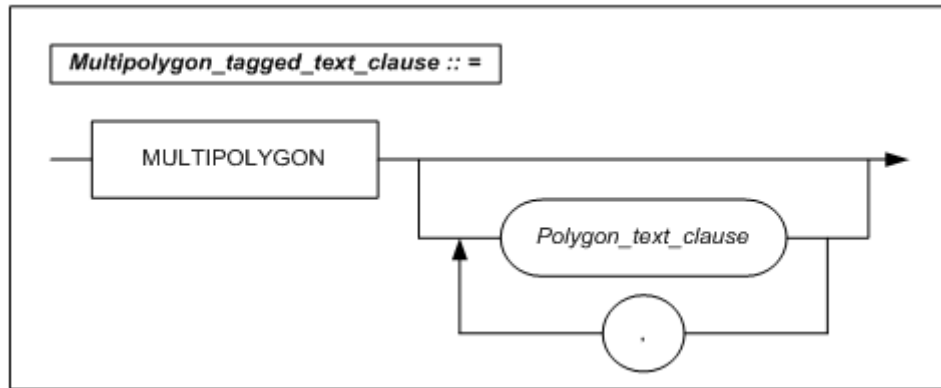 Multipolygon_tagged_text_clause :: =
MULTIPOLYGON
Polygon_text_clause
,